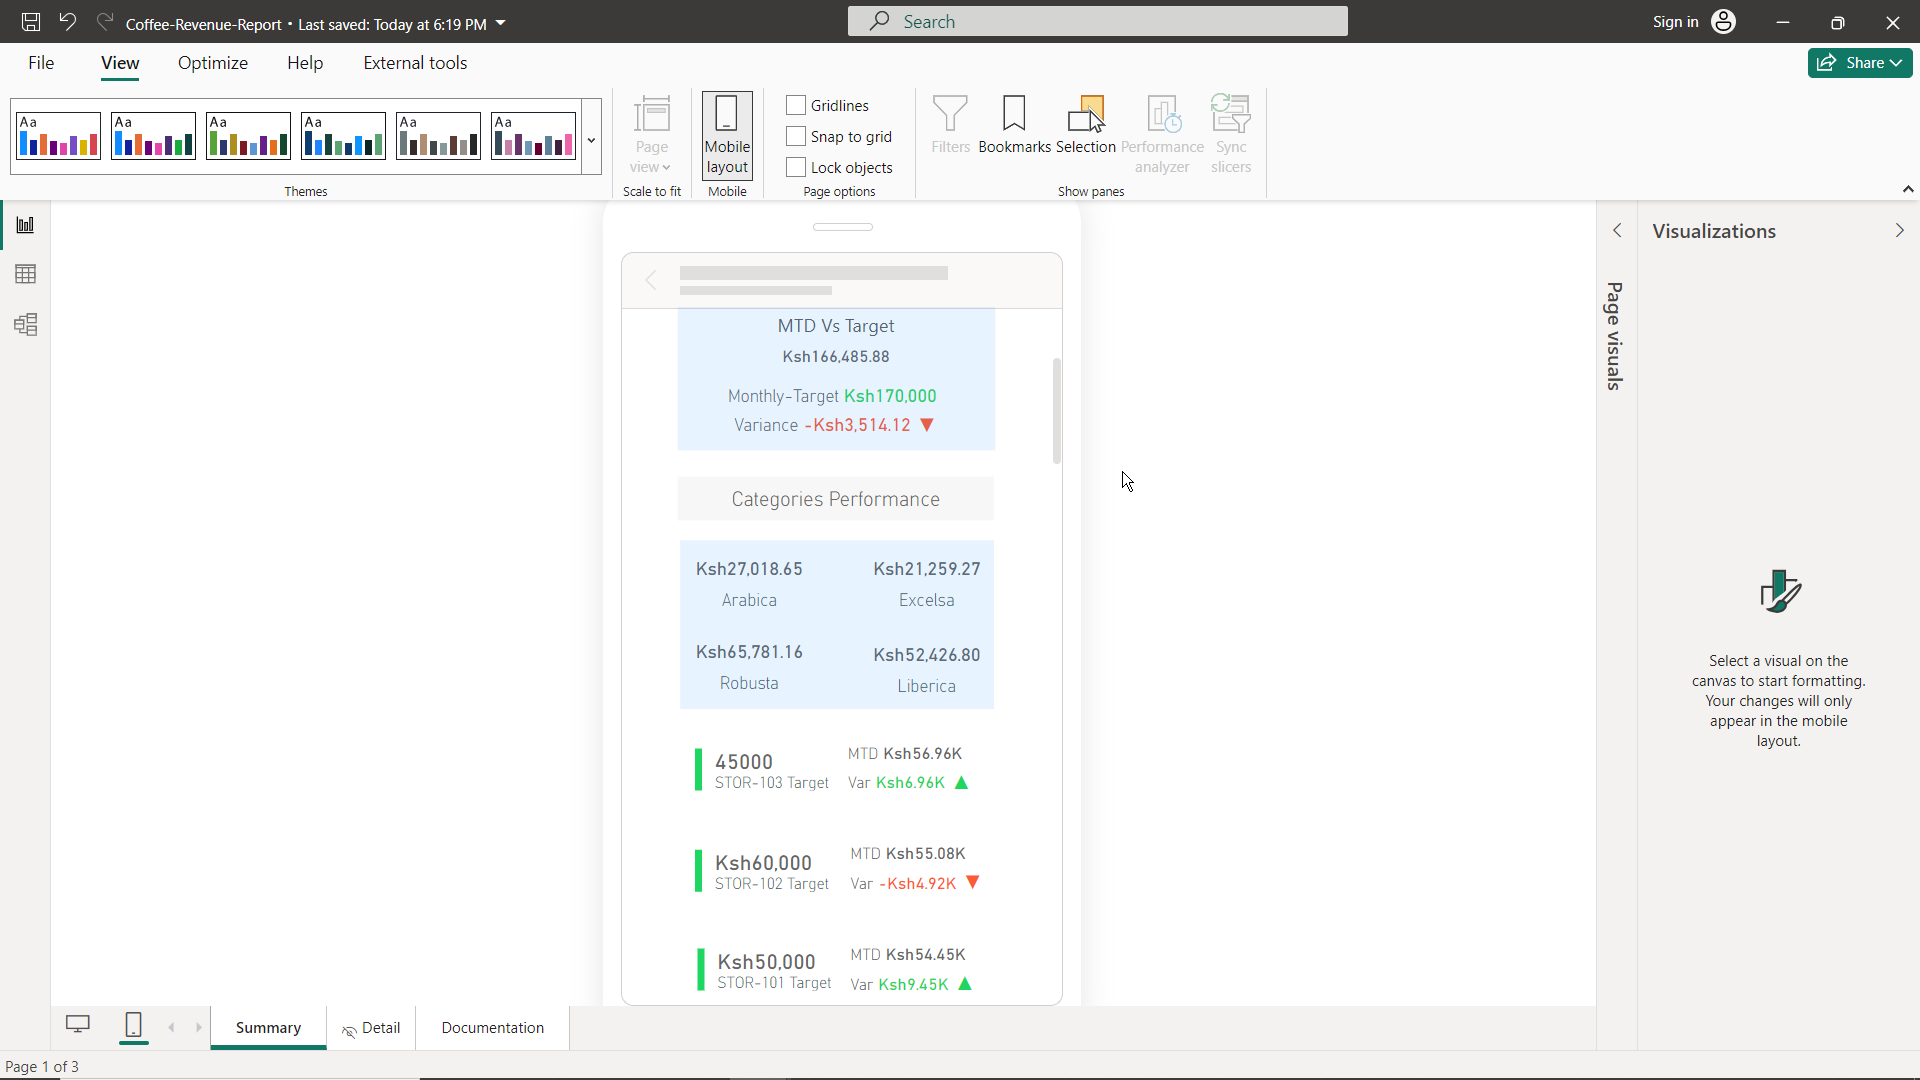 Coffee-Revenue-Report • Last saved: Today at 6:19 PM
Search
Sign in
File
View
Optimize
Help
External tools
Share
Aa
Aa
Aa
Aa
Aa
Aa
Themes
Page view
Scale to fit
Mobile layout
Mobile
Gridlines
Snap to grid
Lock objects
Page options
Filters
Bookmarks
Selection
Performance analyzer
Sync slicers
Show panes
MTD Vs Target
Ksh166,485.88
Monthly-Target Ksh170,000
Variance -Ksh3,514.12
Categories Performance
Ksh27,018.65
Arabica
Ksh21,259.27
Excelsa
Ksh65,781.16
Robusta
Ksh52,426.80
Liberica
45000
STOR-103 Target
MTD Ksh56.96K
Var Ksh6.96K
Ksh60,000
STOR-102 Target
MTD Ksh55.08K
Var -Ksh4.92K
Ksh50,000
STOR-101 Target
MTD Ksh54.45K
Var Ksh9.45K
Page visuals
Visualizations
Select a visual on the
canvas to start formatting.
Your changes will only
appear in the mobile
layout.
Summary
Detail
Documentation
Page 1 of 3